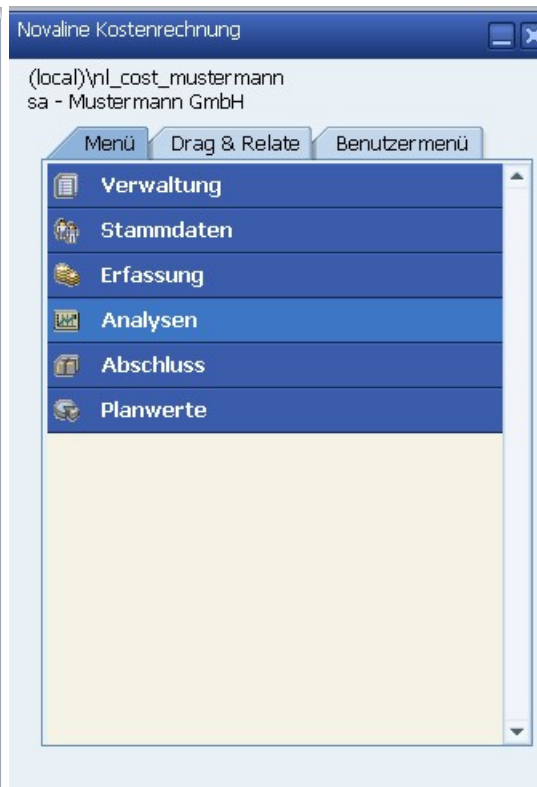 Novaline Kostenrechnung
(local)\nl_cost_mustermann
sa - Mustermann GmbH
Menü Drag & Relate Benutzermenü
Verwaltung
Stammdaten
Erfassung
Analysen
Abschluss
Planwerte